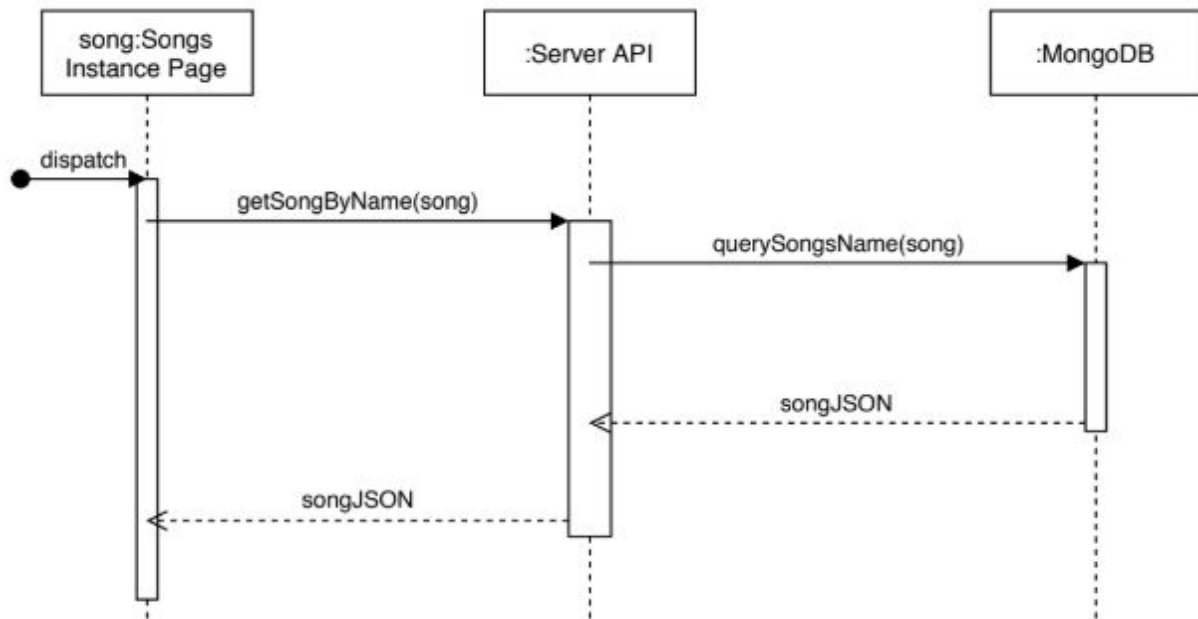 song:Songs
Instance Page
:Server API
:MongoDB
dispatch
getSongByName(song)
querySongsName(song)
songJSON
songJSON